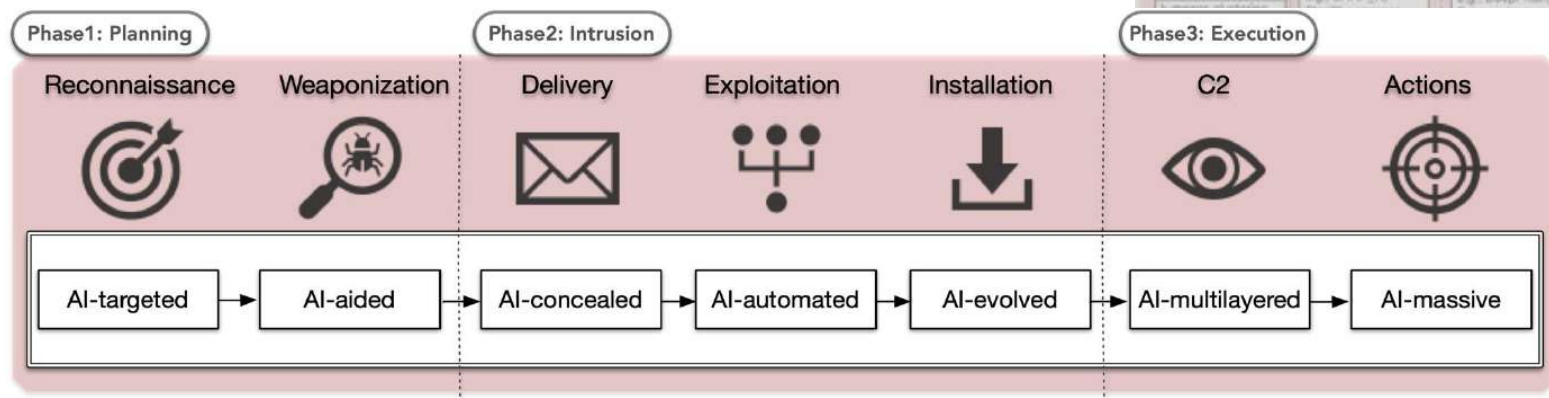 Phase1: Planning
Phase2: Intrusion
Phase3: Execution
Reconnaissance
Weaponization
Delivery
Exploitation
Installation
C2
Actions
AI-targeted
AI-aided
AI-concealed
AI-automated
AI-evolved
AI-multilayered
AI-massive